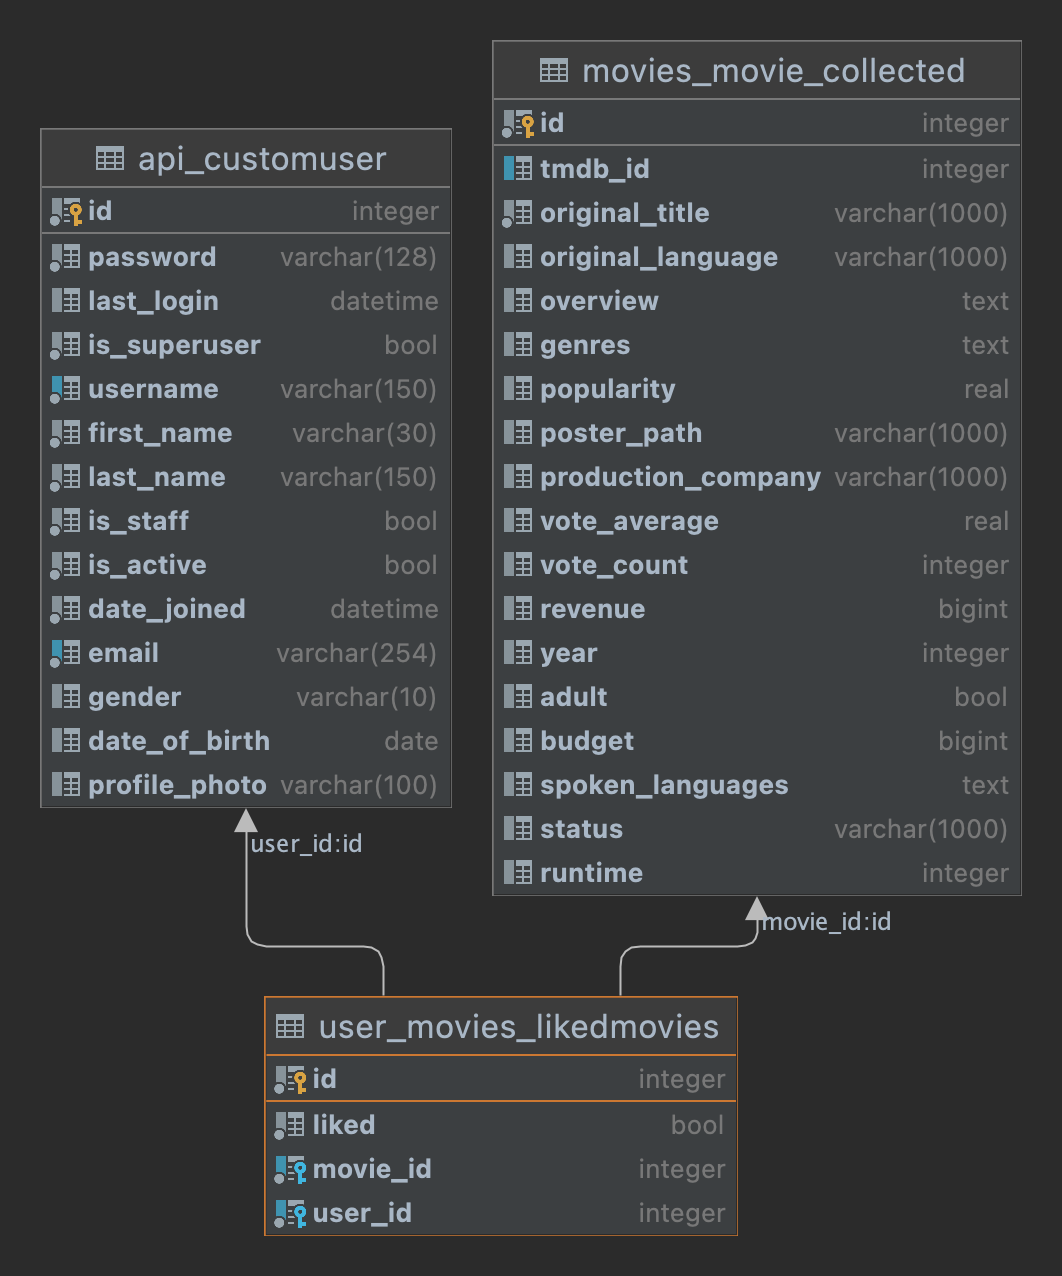 api_customuser
id integer
password varchar(128)
last_login datetime
is_superuser bool
username varchar(150)
first_name varchar(30)
last_name varchar(150)
is_staff bool
is_active bool
date_joined datetime
email varchar(254)
gender varchar(10)
date_of_birth date
profile_photo varchar(100)
user_id:id
movies_movie_collected
id integer
tmdb_id integer
original_title varchar(1000)
original_language varchar(1000)
overview text
genres text
popularity real
poster_path varchar(1000)
production_company varchar(1000)
vote_average real
vote_count integer
revenue bigint
year integer
adult bool
budget bigint
spoken_languages text
status varchar(1000)
runtime integer
movie_id:id
user_movies_likedmovies
id integer
liked bool
movie_id integer
user_id integer